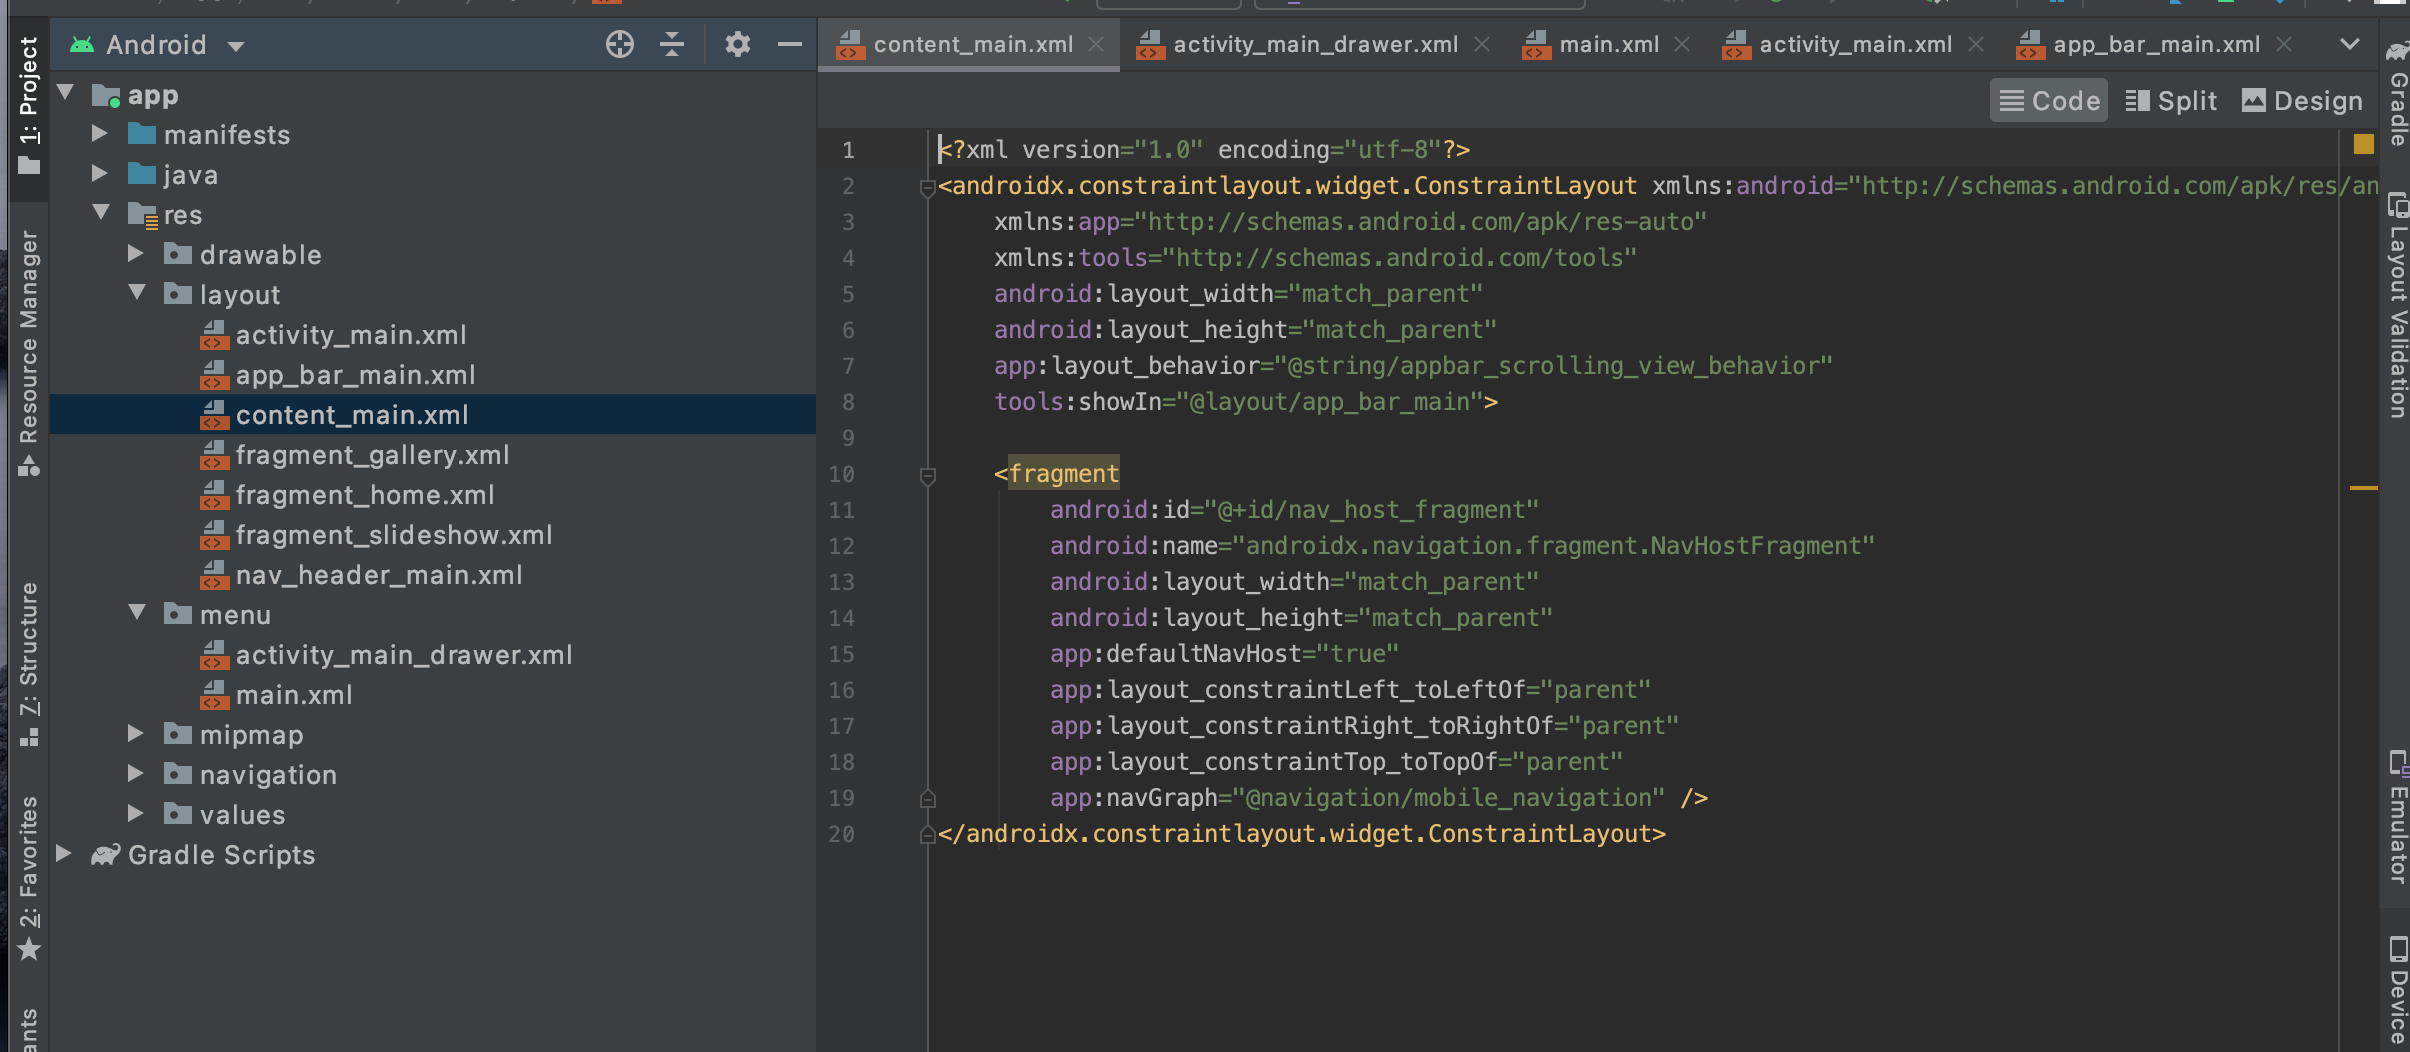 Android
content_main.xml
activity_main_drawer.xml
main.xml
activity_main.xml
app_bar_main.xml
Code
Split
Design
1: Project
Resource Manager
7: Structure
2: Favorites
ants
app
manifests
java
res
drawable
layout
activity_main.xml
app_bar_main.xml
content_main.xml
fragment_gallery.xml
fragment_home.xml
fragment_slideshow.xml
nav_header_main.xml
menu
activity_main_drawer.xml
main.xml
mipmap
navigation
values
Gradle Scripts
1 <?xml version="1.0" encoding="utf-8"?>
2 <androidx.constraintlayout.widget.ConstraintLayout xmlns:android="http://schemas.android.com/apk/res/an
3 xmlns:app="http://schemas.android.com/apk/res-auto"
4 xmlns:tools="http://schemas.android.com/tools"
5 android:layout_width="match_parent"
6 android:layout_height="match_parent"
7 app:layout_behavior="@string/appbar_scrolling_view_behavior"
8 tools:showIn="@layout/app_bar_main">
9
10 <fragment
11 android:id="@+id/nav_host_fragment"
12 android:name="androidx.navigation.fragment.NavHostFragment"
13 android:layout_width="match_parent"
14 android:layout_height="match_parent"
15 app:defaultNavHost="true"
16 app:layout_constraintLeft_toLeftOf="parent"
17 app:layout_constraintRight_toRightOf="parent"
18 app:layout_constraintTop_toTopOf="parent"
19 app:navGraph="@navigation/mobile_navigation" />
20 </androidx.constraintlayout.widget.ConstraintLayout>
Gradle
Layout Validation
Emulator
Device